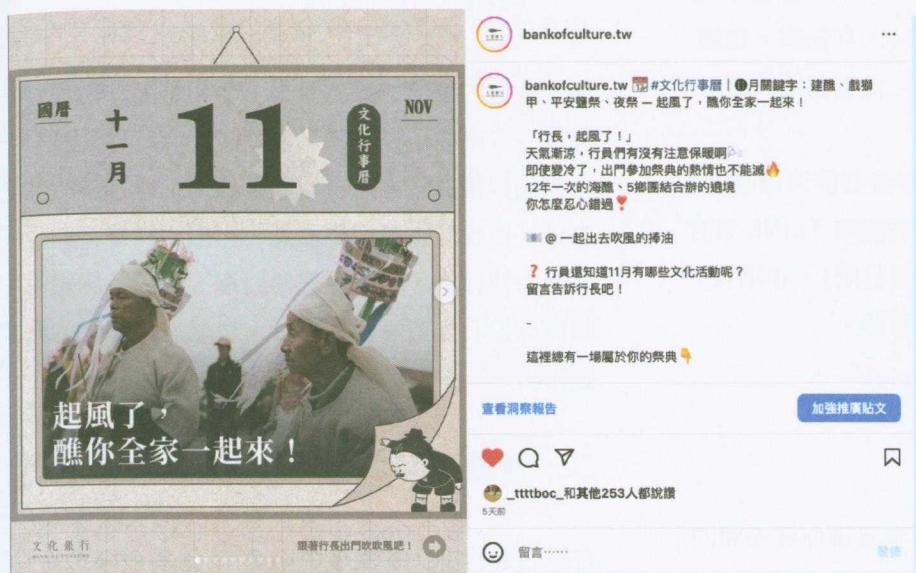 國曆
十一月
11
文化行事曆
NOV
起風了，
醮你全家一起來！
文化銀行
BANK OF CULTURE
跟著行長出門吹吹風吧！
bankofculture.tw
bankofculture.tw 📅 #文化行事曆｜⓫月關鍵字：建醮、戲獅
甲、平安鹽祭、夜祭 — 起風了，醮你全家一起來！
「行長，起風了！」
天氣漸涼，行員們有沒有注意保暖啊🌬️
即使變冷了，出門參加祭典的熱情也不能滅🔥
12年一次的海醮、5鄉團結合辦的遶境
你怎麼忍心錯過❣️
📧 @ 一起出去吹風的捧油
❓ 行員還知道11月有哪些文化活動呢？
留言告訴行長吧！
-
這裡總有一場屬於你的祭典👇
查看洞察報告
加強推廣貼文
_ttttboc_和其他253人都說讚
5天前
留言……
發佈